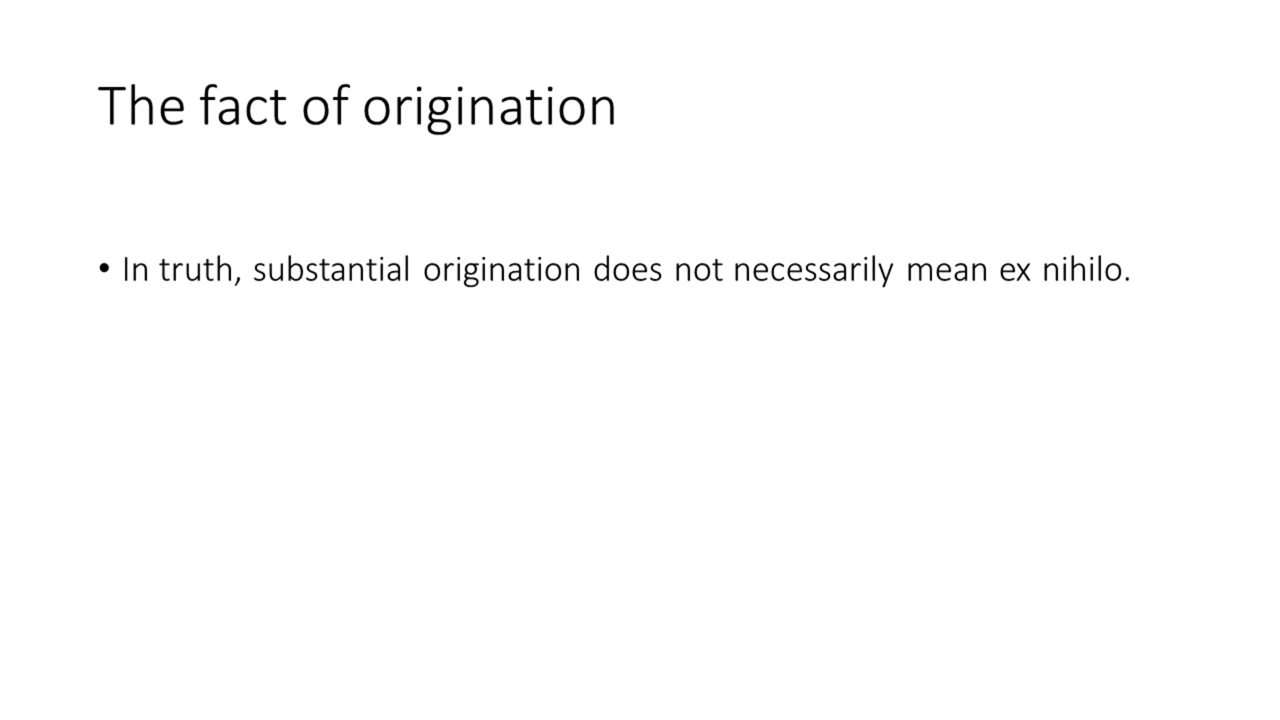 The fact of origination
• In truth, substantial origination does not necessarily mean ex nihilo.